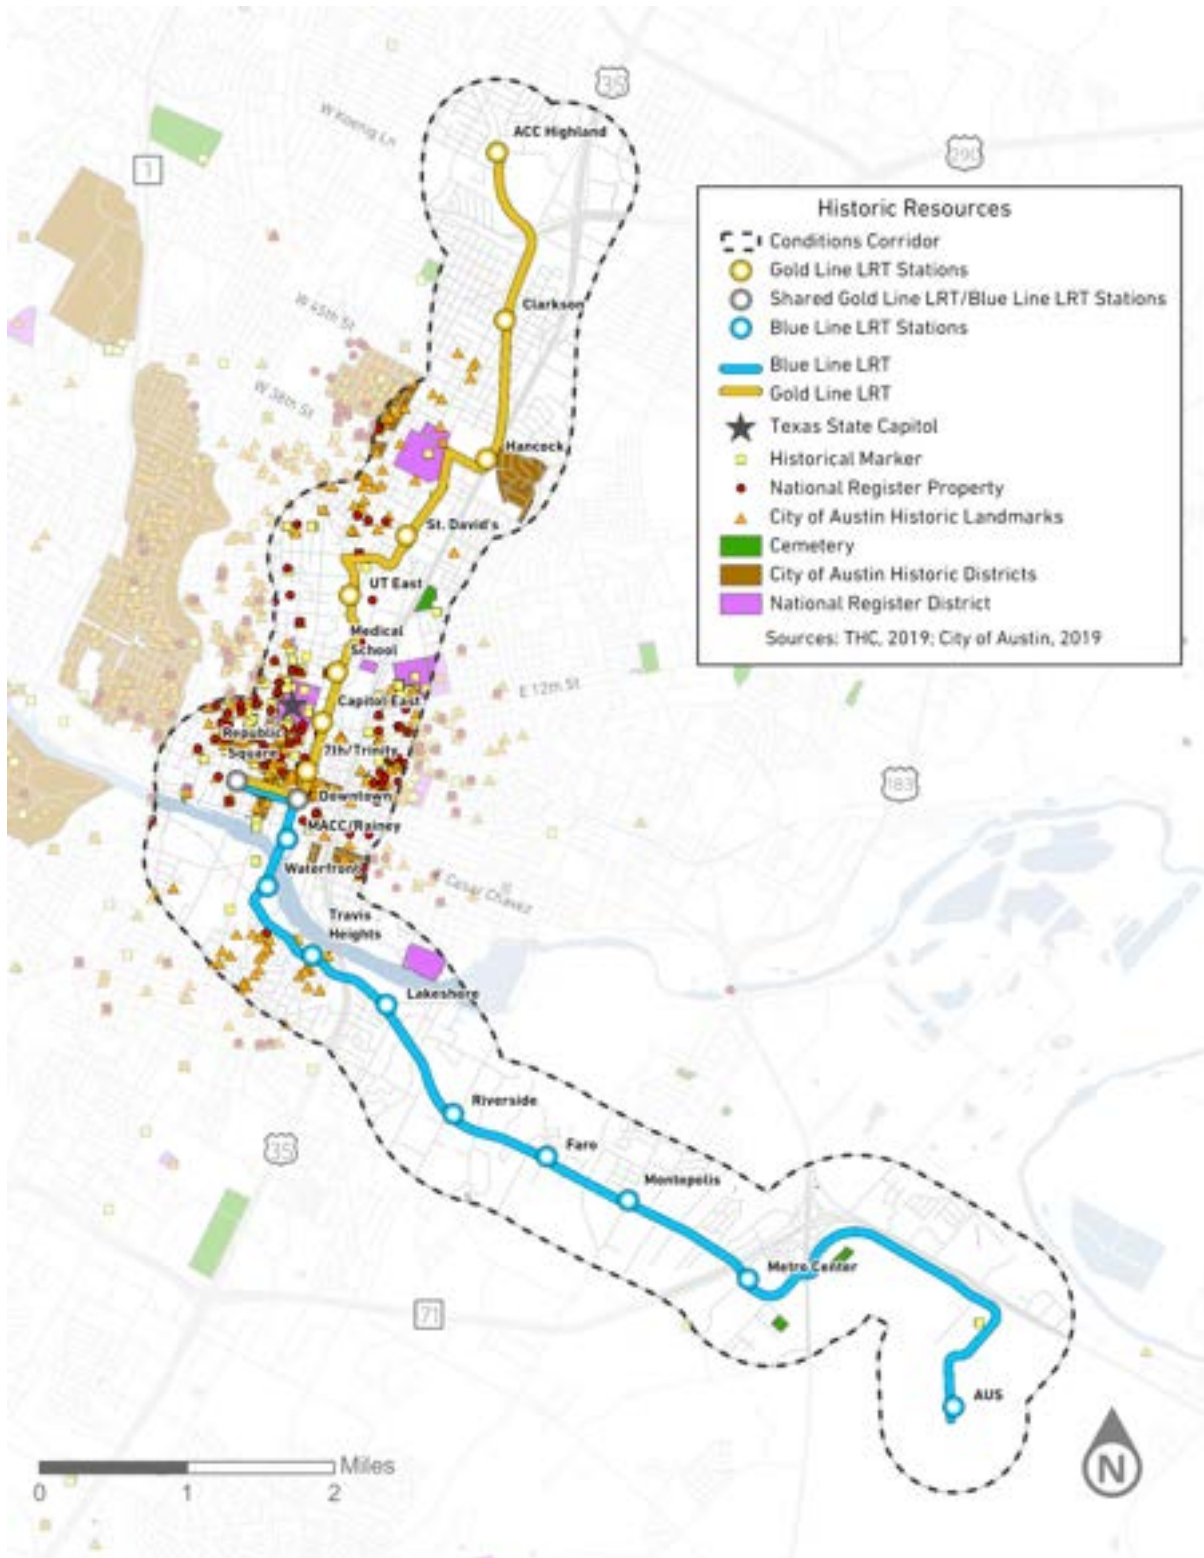 35
ACC Highland
W Koenig Ln
290
1
Historic Resources
Conditions Corridor
Gold Line LRT Stations
Shared Gold Line LRT/Blue Line LRT Stations
Blue Line LRT Stations
Blue Line LRT
Gold Line LRT
Texas State Capitol
Historical Marker
National Register Property
City of Austin Historic Landmarks
Cemetery
City of Austin Historic Districts
National Register District
Sources: THC, 2019; City of Austin, 2019
Clarkson
W 45th St
W 38th St
Hancock
St. David's
UT East
Medical
School
E 12th St
Capitol East
Republic
Square
7th/Trinity
183
Downtown
MACC/Rainey
Waterfront
E Cesar Chavez
Travis
Heights
Lakeshore
Riverside
35
Faro
Montopolis
Metro Center
71
AUS
Miles
0
1
2
N